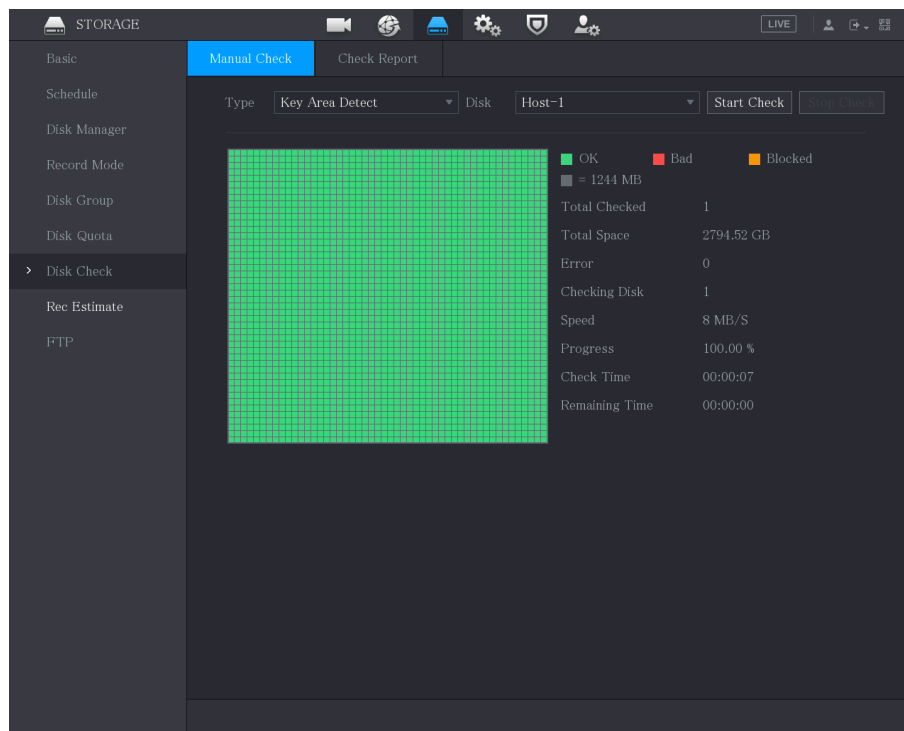 STORAGE
LIVE
Basic
Schedule
Disk Manager
Record Mode
Disk Group
Disk Quota
Disk Check
Rec Estimate
FTP
Manual Check
Check Report
Type Key Area Detect Disk Host-1 Start Check Stop Check
OK Bad Blocked
= 1244 MB
Total Checked 1
Total Space 2794.52 GB
Error 0
Checking Disk 1
Speed 8 MB/S
Progress 100.00 %
Check Time 00:00:07
Remaining Time 00:00:00